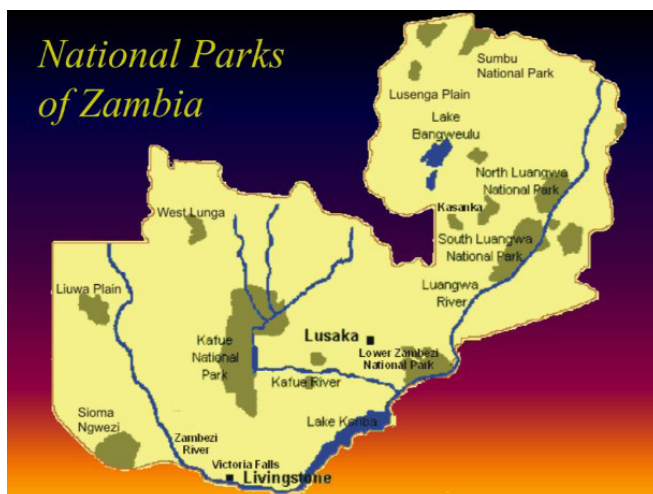 National Parks
of Zambia
Sumbu
National Park
Lusenga Plain
Lake
Bangweulu
North Luangwa
National Park
Kasanka
West Lunga
South Luangwa
National Park
Luangwa
River
Liuwa Plain
Kafue
National
Park
Lusaka
Lower Zambezi
National Park
Kafue River
Sioma
Ngwezi
Lake Kariba
Zambezi
River
Victoria Falls
Livingstone